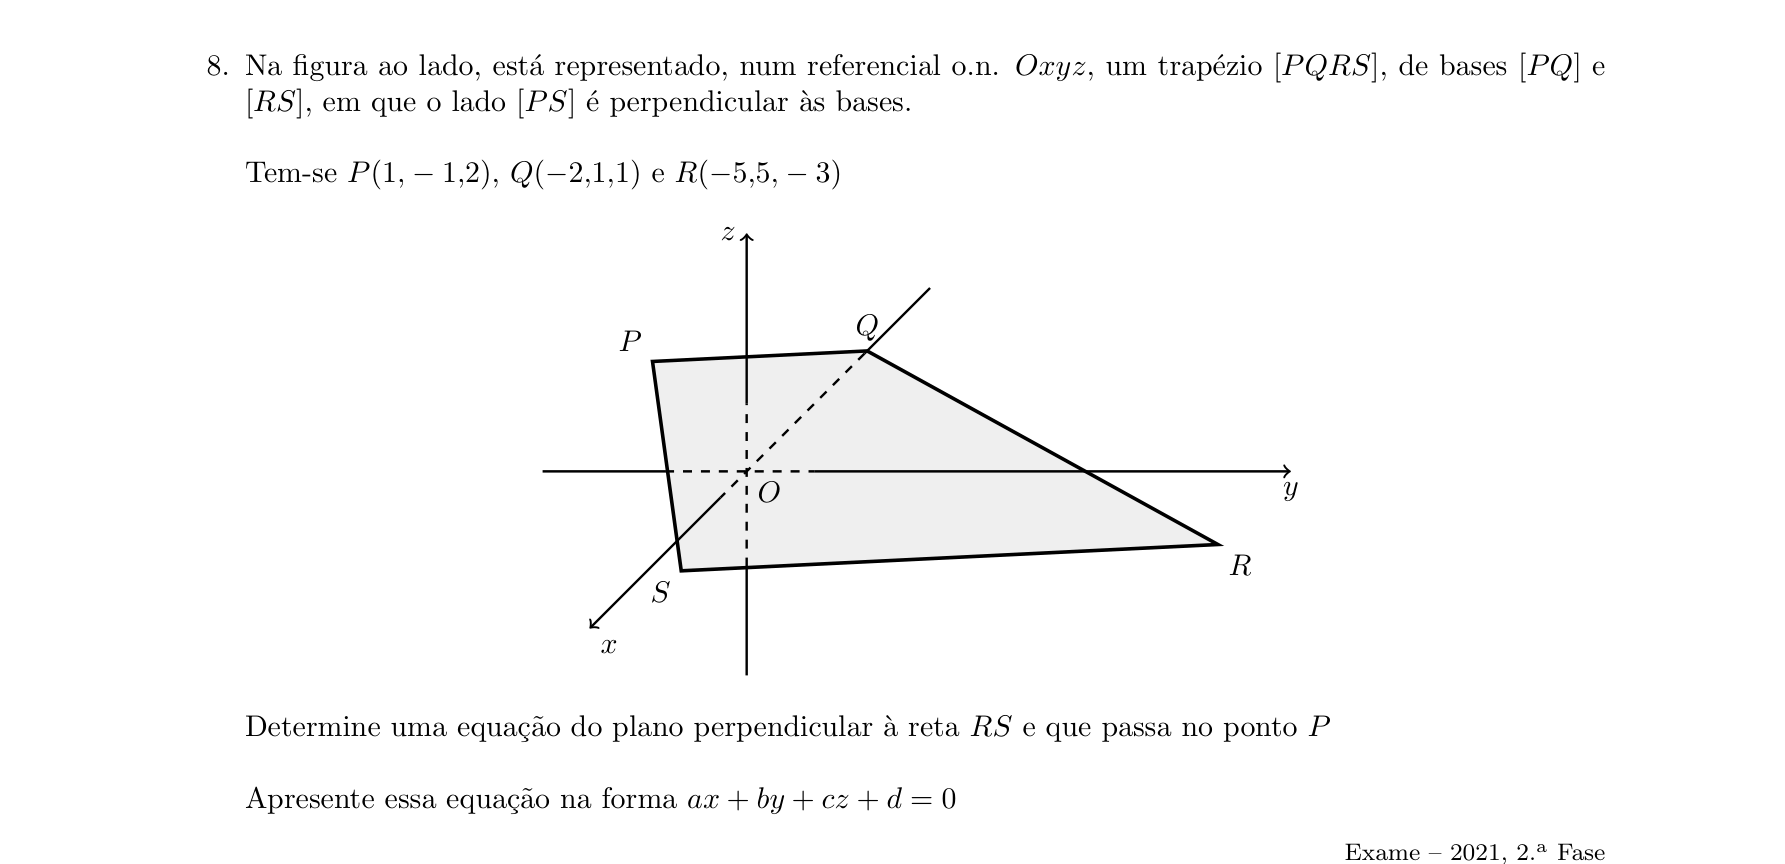 8. Na figura ao lado, está representado, num referencial o.n. Oxyz, um trapézio [PQRS], de bases [PQ] e
[RS], em que o lado [PS] é perpendicular às bases.
Tem-se P(1, − 1,2), Q(−2,1,1) e R(−5,5, − 3)
z
Q
P
O
y
R
S
x
Determine uma equação do plano perpendicular à reta RS e que passa no ponto P
Apresente essa equação na forma ax + by + cz + d = 0
Exame – 2021, 2.ª Fase